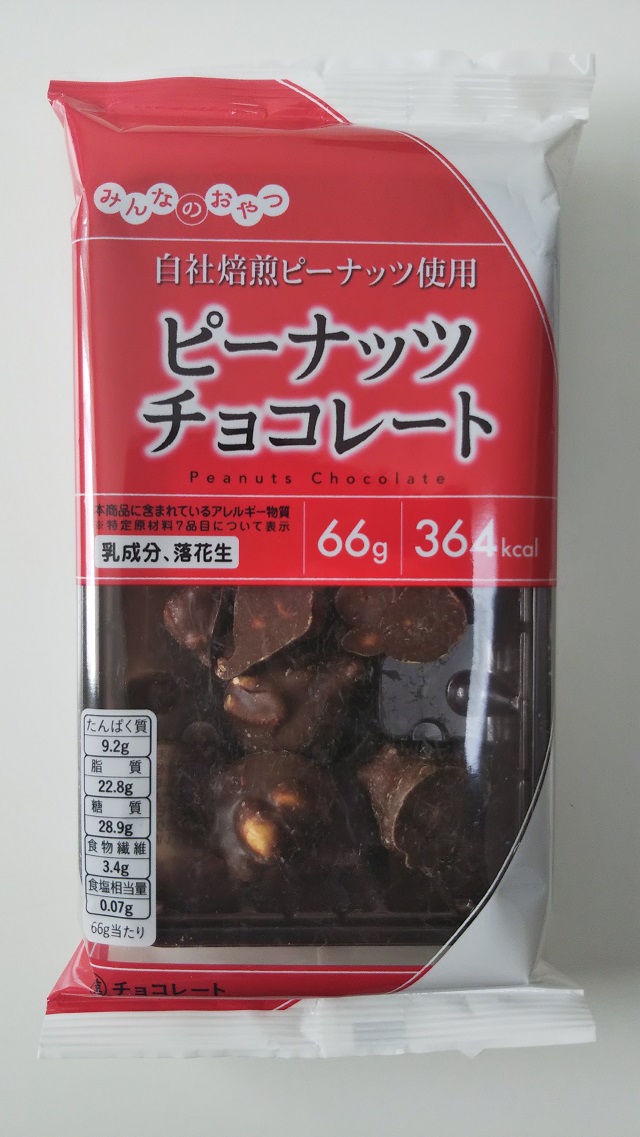 みんなのおやつ
自社焙煎ピーナッツ使用
ピーナッツ
チョコレート
Peanuts Chocolate
本商品に含まれているアレルギー物質
※特定原材料7品目について表示
乳成分、落花生
66g
364kcal
たんぱく質
9.2g
脂質
22.8g
糖質
28.9g
食物繊維
3.4g
食塩相当量
0.07g
66g当たり
チョコレート